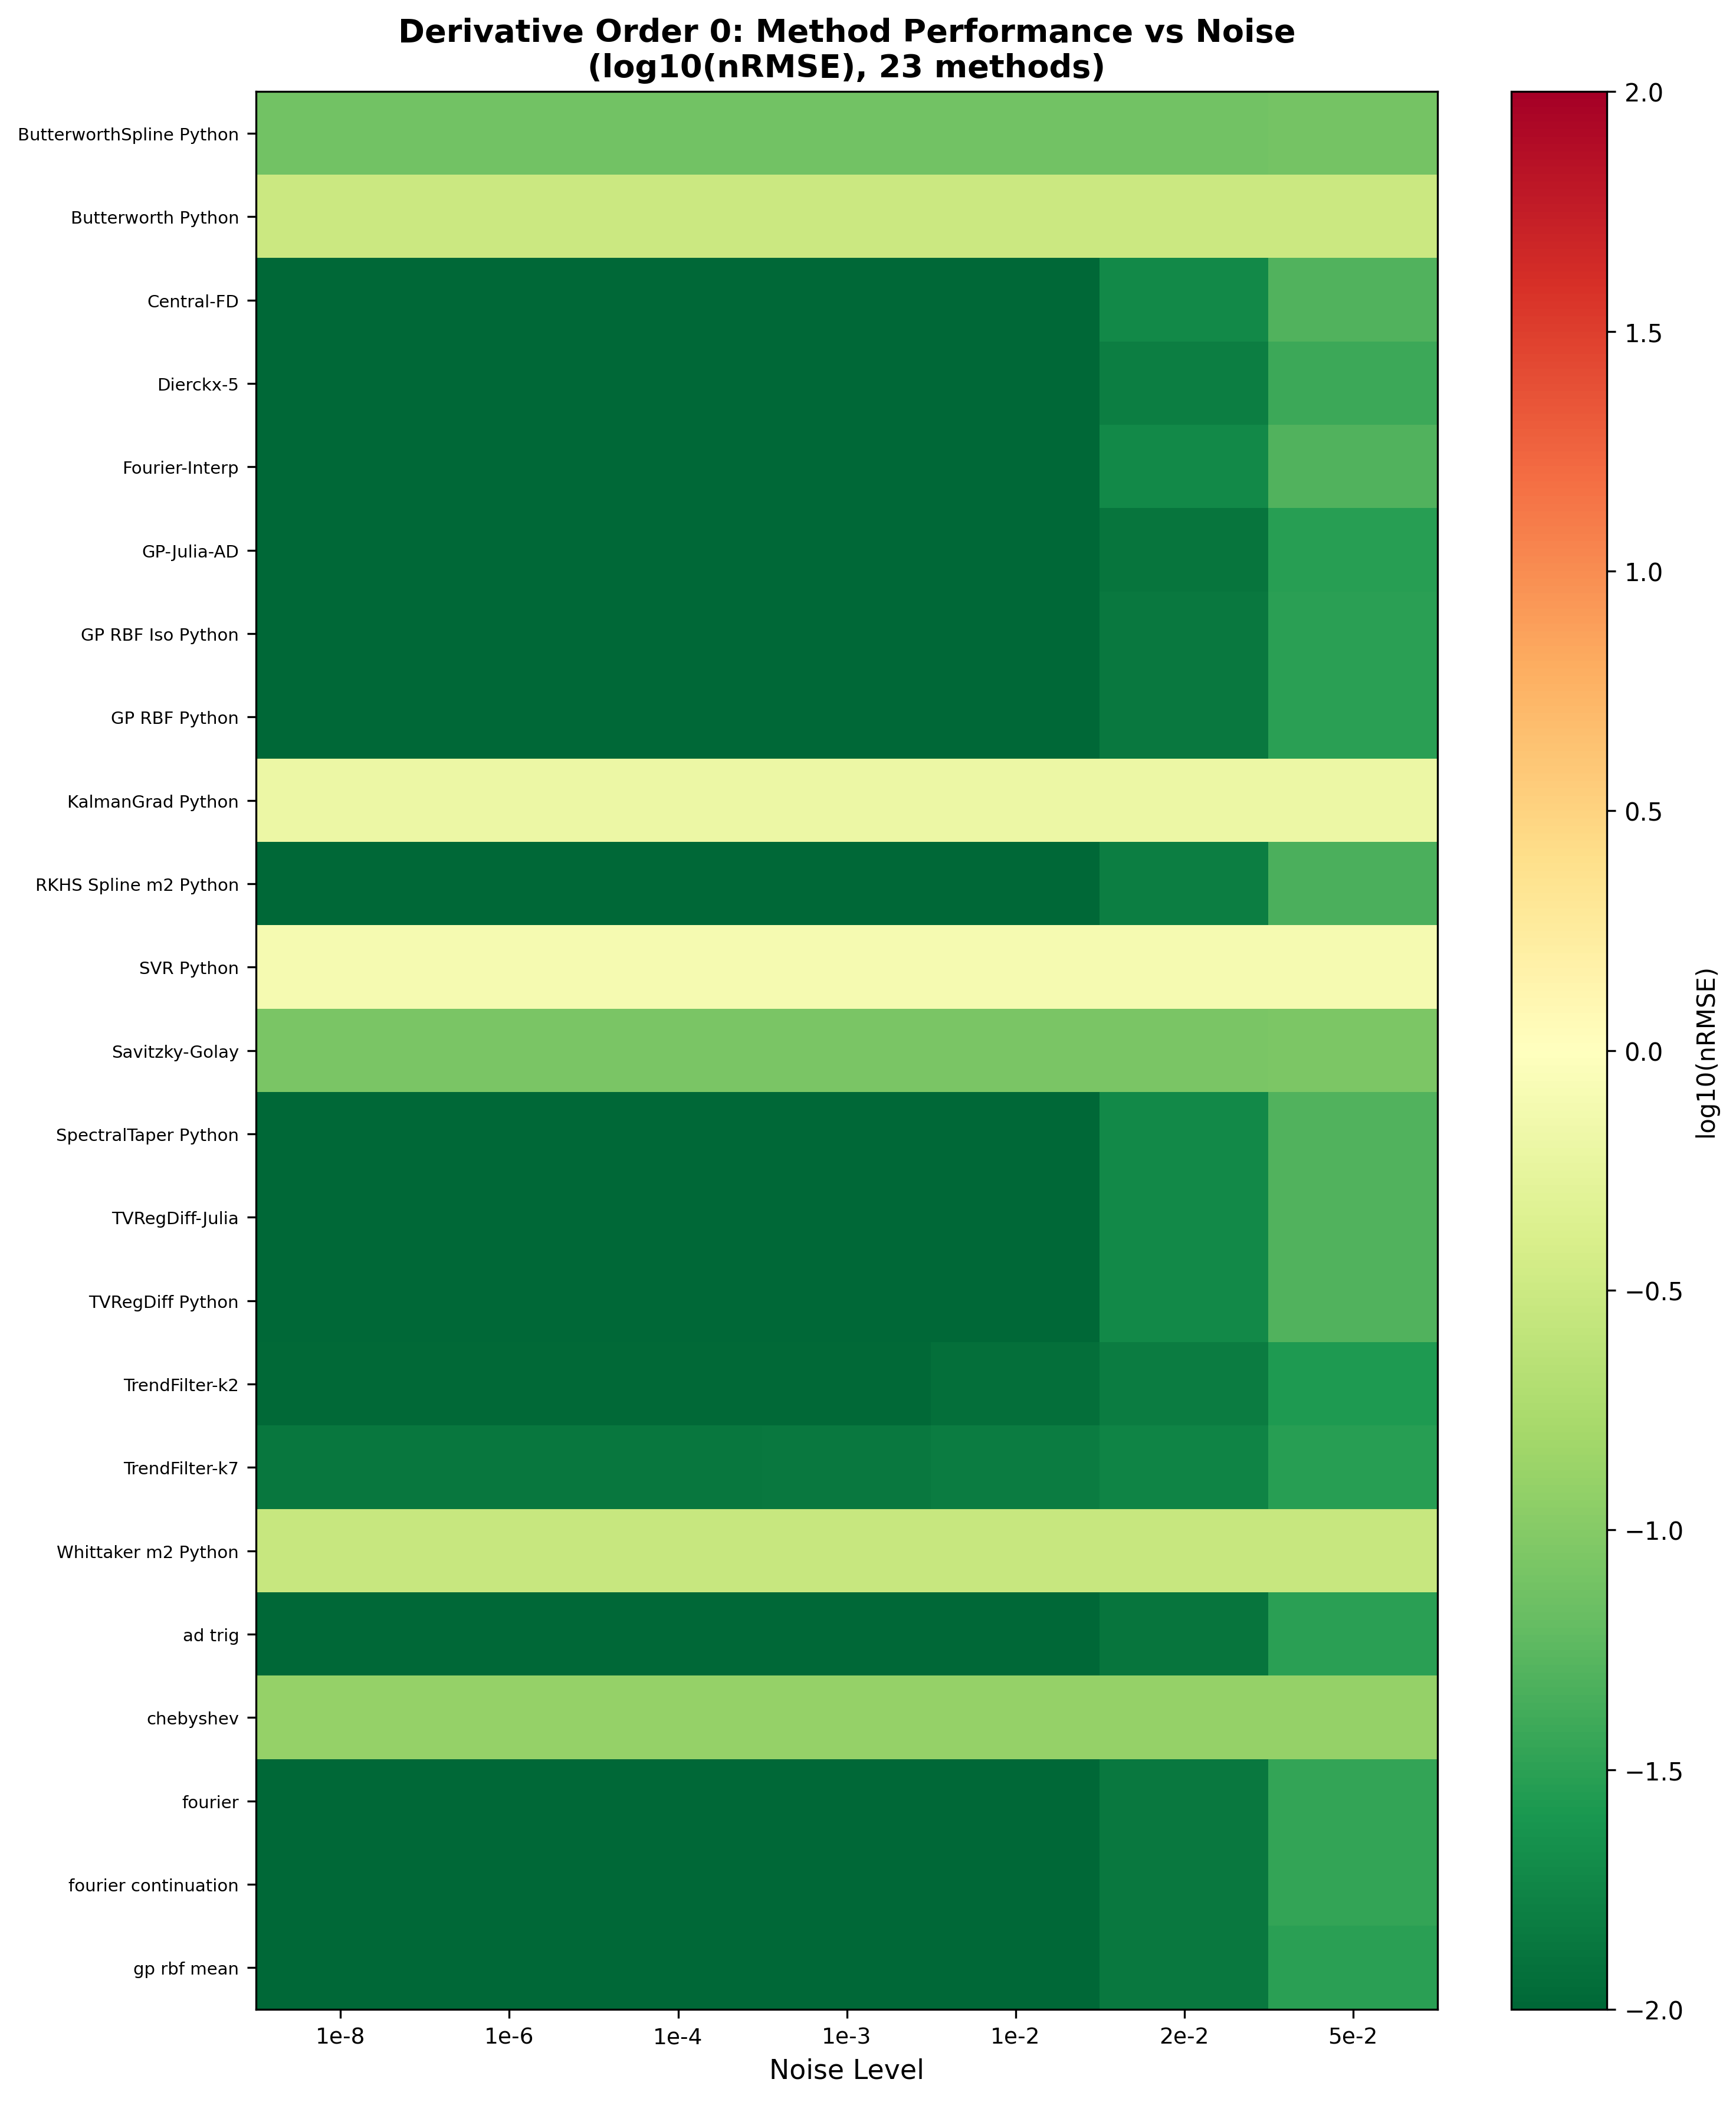 Derivative Order 0: Method Performance vs Noise
(log10(nRMSE), 23 methods)
ButterworthSpline Python
Butterworth Python
Central-FD
Dierckx-5
Fourier-Interp
GP-Julia-AD
GP RBF Iso Python
GP RBF Python
KalmanGrad Python
RKHS Spline m2 Python
SVR Python
Savitzky-Golay
SpectralTaper Python
TVRegDiff-Julia
TVRegDiff Python
TrendFilter-k2
TrendFilter-k7
Whittaker m2 Python
ad trig
chebyshev
fourier
fourier continuation
gp rbf mean
1e-8
1e-6
1e-4
1e-3
1e-2
2e-2
5e-2
Noise Level
2.0
1.5
1.0
0.5
0.0
−0.5
−1.0
−1.5
−2.0
log10(nRMSE)